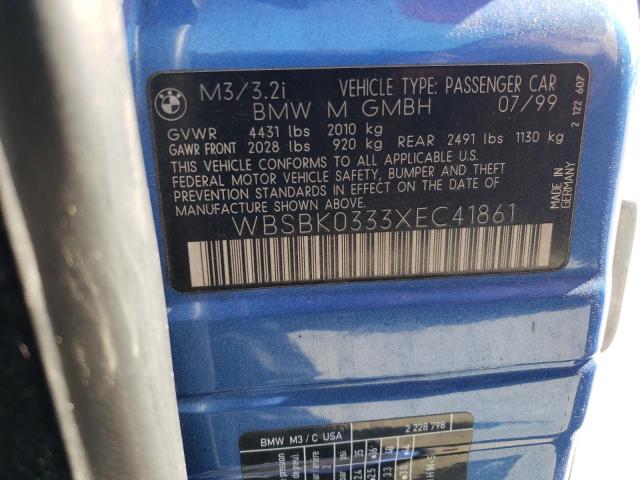 M3/3.2i VEHICLE TYPE: PASSENGER CAR
BMW M GMBH 07/99
GVWR 4431 lbs 2010 kg
GAWR FRONT 2028 lbs 920 kg REAR 2491 lbs 1130 kg
THIS VEHICLE CONFORMS TO ALL APPLICABLE U.S.
FEDERAL MOTOR VEHICLE SAFETY, BUMPER AND THEFT
PREVENTION STANDARDS IN EFFECT ON THE DATE OF
MANUFACTURE SHOWN ABOVE.
WBSBK0333XEC41861
2 122 607
MADE IN
GERMANY
BMW M3/C USA 2 228 798